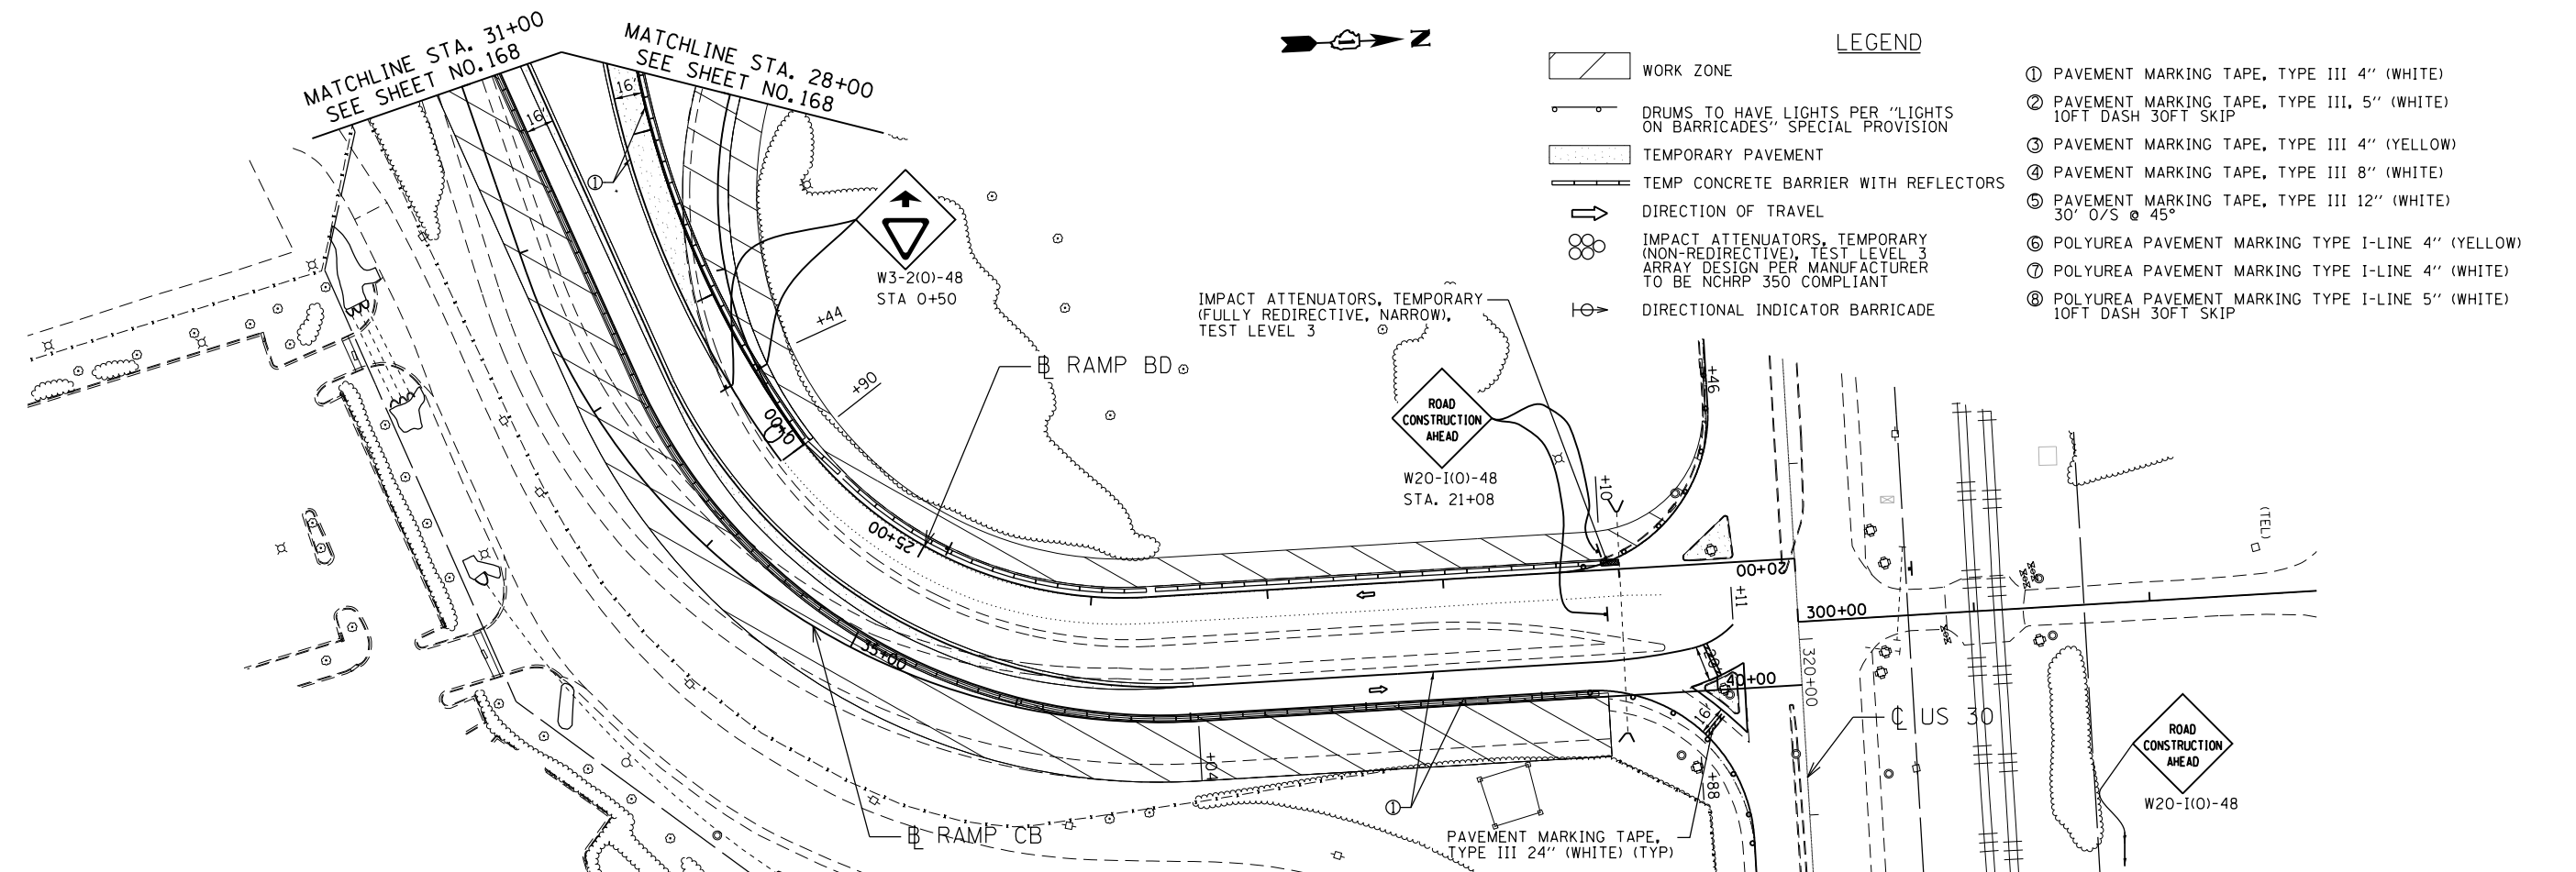 MATCHLINE STA. 31+00
SEE SHEET NO.168
MATCHLINE STA. 28+00
SEE SHEET NO.168
16'
16'
①
W3-2(O)-48
STA 0+50
+44
+90
0+00
25+00
35+00
℄ RAMP BD
℄ RAMP CB
N
IMPACT ATTENUATORS, TEMPORARY
(FULLY REDIRECTIVE, NARROW),
TEST LEVEL 3
ROAD
CONSTRUCTION
AHEAD
W20-I(O)-48
STA. 21+08
+10
+46
20+00
+11
300+00
320+00
40+00
16'
+88
+04
①
PAVEMENT MARKING TAPE,
TYPE III 24" (WHITE) (TYP)
℄ US 30
(TEL)
ROAD
CONSTRUCTION
AHEAD
W20-I(O)-48
LEGEND
WORK ZONE
DRUMS TO HAVE LIGHTS PER "LIGHTS
ON BARRICADES" SPECIAL PROVISION
TEMPORARY PAVEMENT
TEMP CONCRETE BARRIER WITH REFLECTORS
DIRECTION OF TRAVEL
IMPACT ATTENUATORS, TEMPORARY
(NON-REDIRECTIVE), TEST LEVEL 3
ARRAY DESIGN PER MANUFACTURER
TO BE NCHRP 350 COMPLIANT
DIRECTIONAL INDICATOR BARRICADE
① PAVEMENT MARKING TAPE, TYPE III 4" (WHITE)
② PAVEMENT MARKING TAPE, TYPE III, 5" (WHITE)
10FT DASH 30FT SKIP
③ PAVEMENT MARKING TAPE, TYPE III 4" (YELLOW)
④ PAVEMENT MARKING TAPE, TYPE III 8" (WHITE)
⑤ PAVEMENT MARKING TAPE, TYPE III 12" (WHITE)
30' O/S @ 45°
⑥ POLYUREA PAVEMENT MARKING TYPE I-LINE 4" (YELLOW)
⑦ POLYUREA PAVEMENT MARKING TYPE I-LINE 4" (WHITE)
⑧ POLYUREA PAVEMENT MARKING TYPE I-LINE 5" (WHITE)
10FT DASH 30FT SKIP